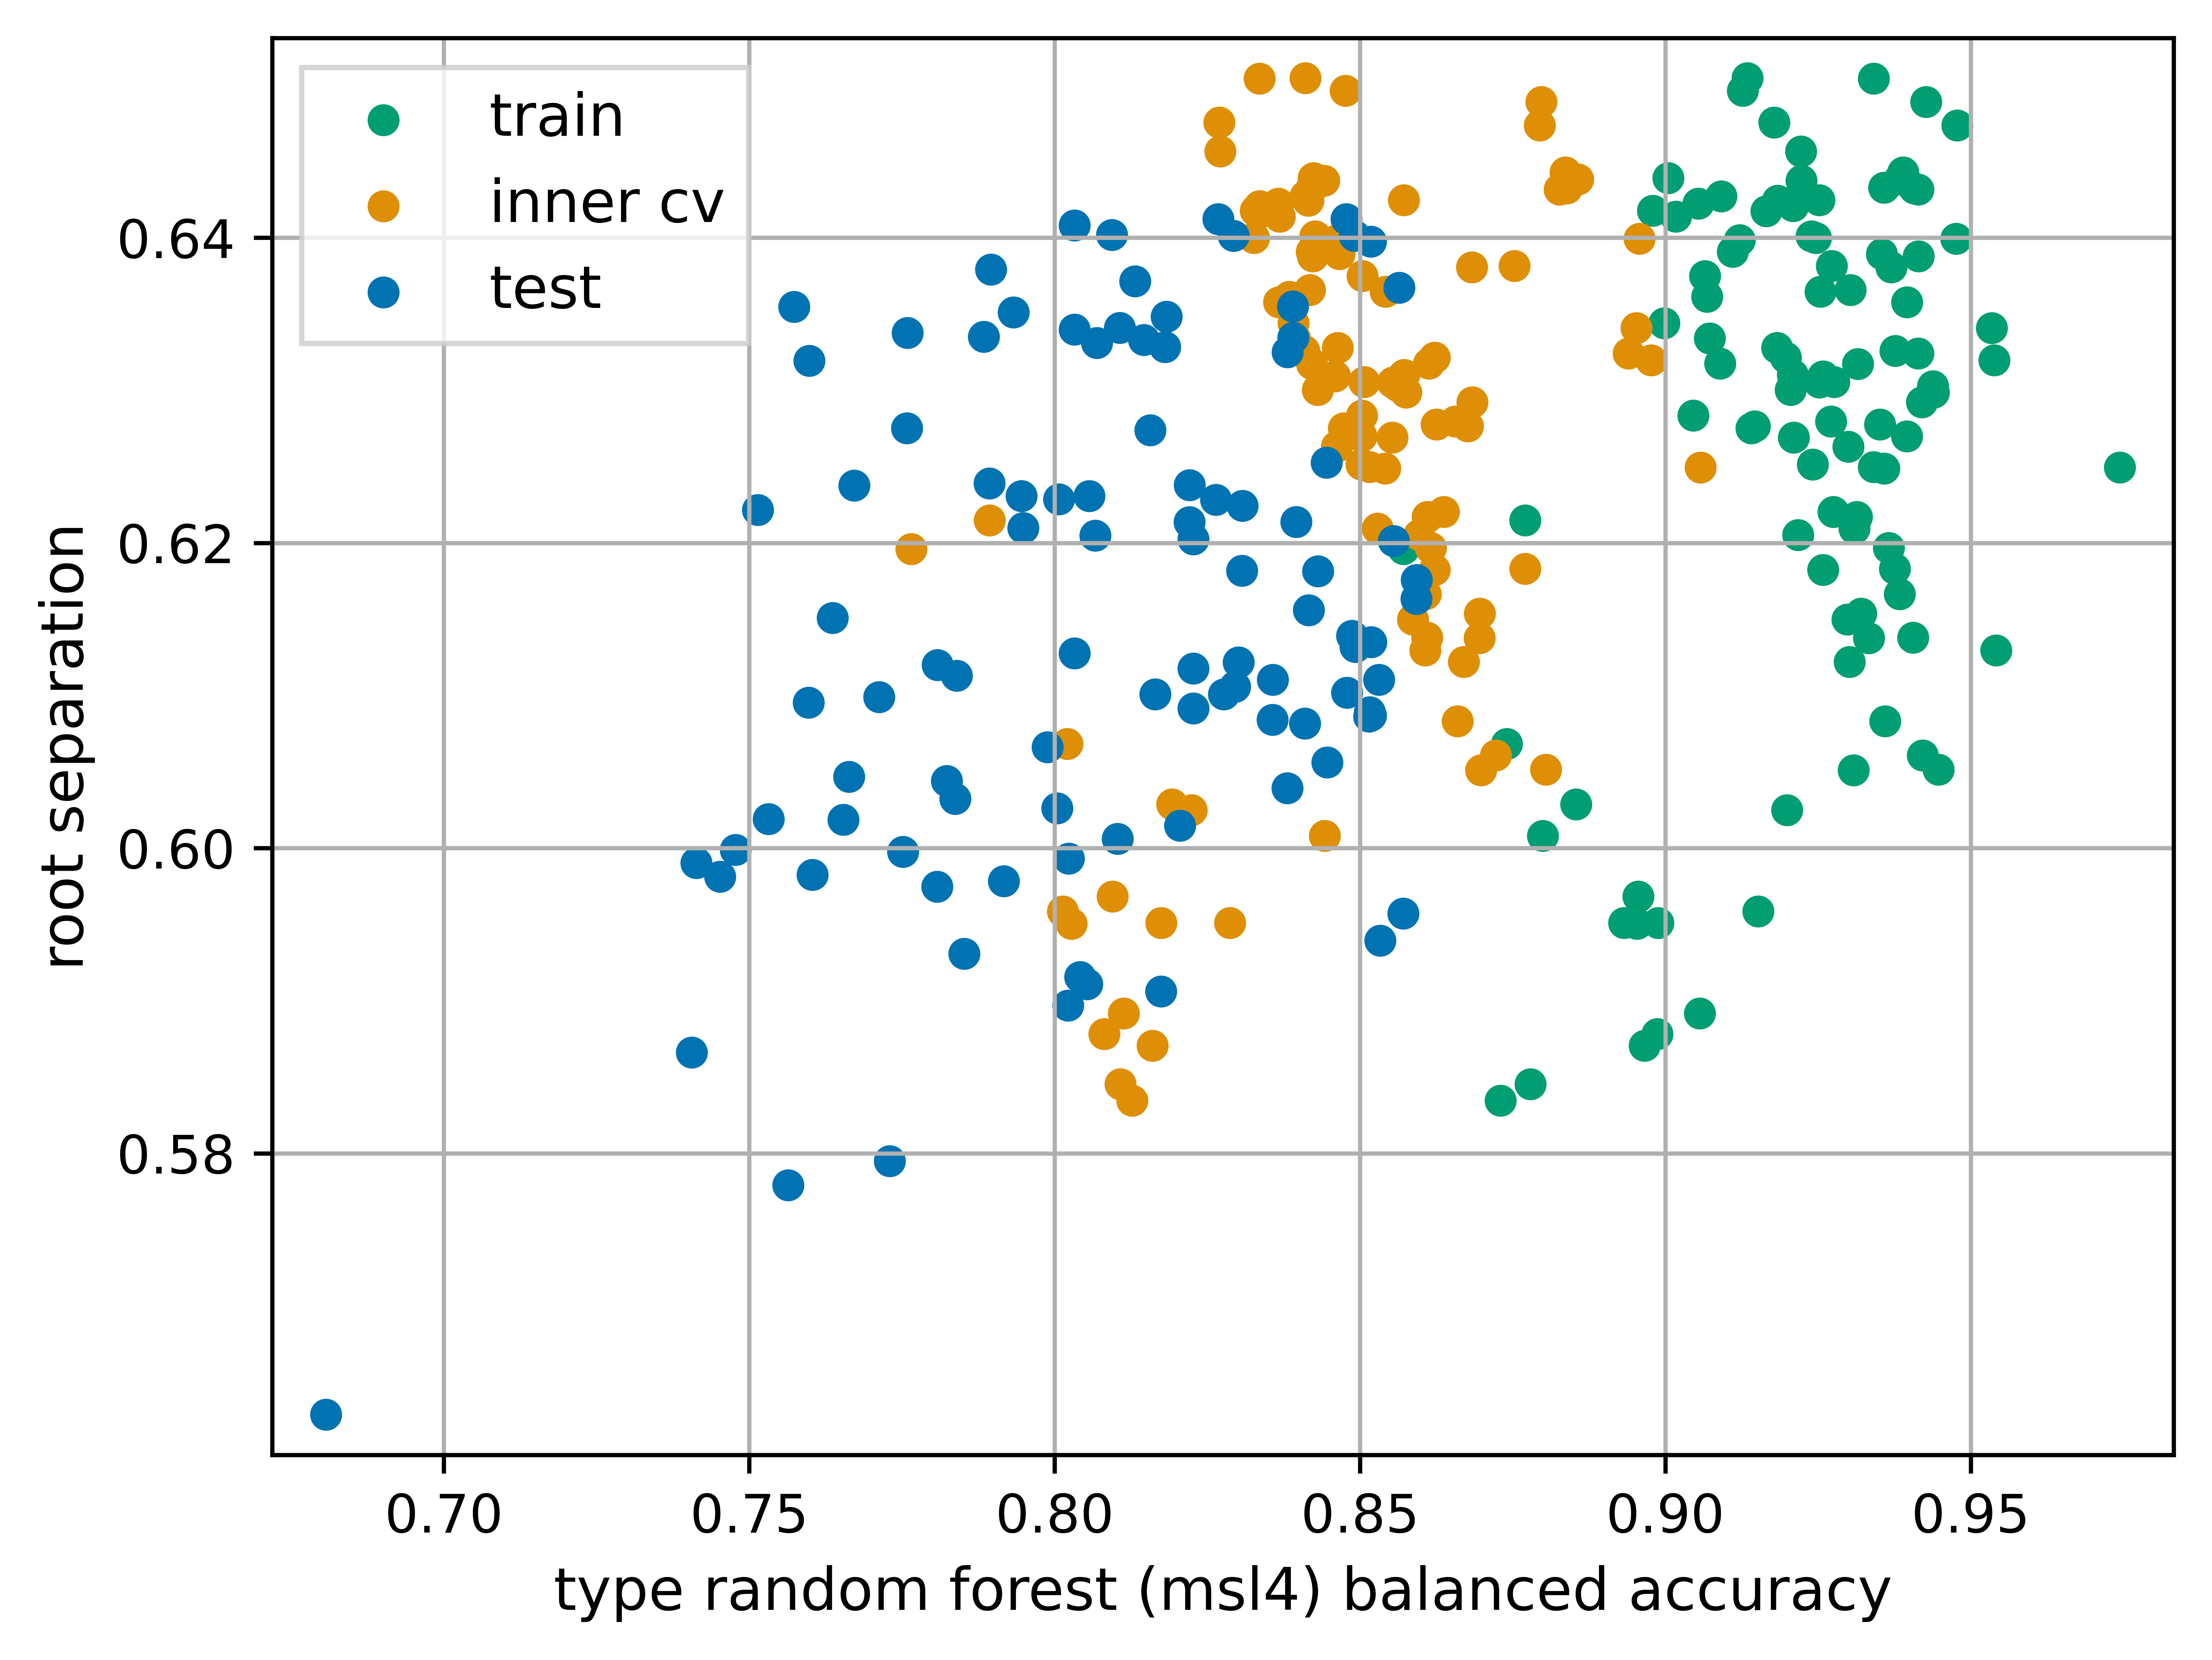 train
inner cv
test
0.64
0.62
0.60
0.58
root separation
0.70 0.75 0.80 0.85 0.90 0.95
type random forest (msl4) balanced accuracy